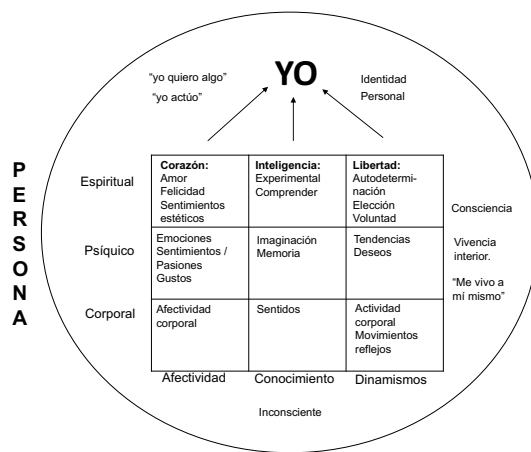 "yo quiero algo"
"yo actúo"
YO
Identidad
Personal
PERSONA
Espiritual
Corazón:
Amor
Felicidad
Sentimientos
estéticos
Inteligencia:
Experimental
Comprender
Libertad:
Autodetermi-
nación
Elección
Voluntad
Consciencia
Psíquico
Emociones
Sentimientos /
Pasiones
Gustos
Imaginación
Memoria
Tendencias
Deseos
Vivencia
interior.
"Me vivo a
mí mismo"
Corporal
Afectividad
corporal
Sentidos
Actividad
corporal
Movimientos
reflejos
Afectividad
Conocimiento
Dinamismos
Inconsciente